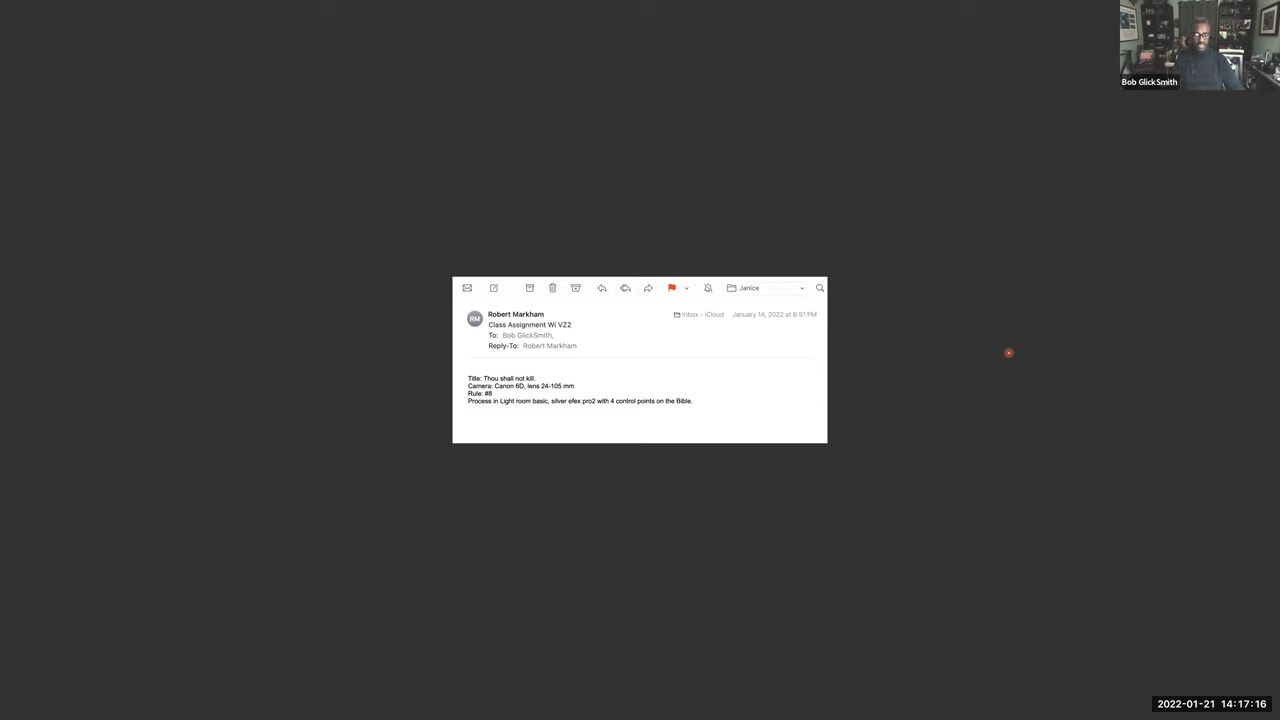 Bob GlickSmith
Janice
RM
Robert Markham
Inbox - iCloud
January 14, 2022 at 6:51 PM
Class Assignment Wi VZ2
To: Bob GlickSmith,
Reply-To: Robert Markham
Title: Thou shall not kill.
Camera: Canon 6D, lens 24-105 mm
Rule: #8
Process in Light room basic, silver efex pro2 with 4 control points on the Bible.
2022-01-21 14:17:16